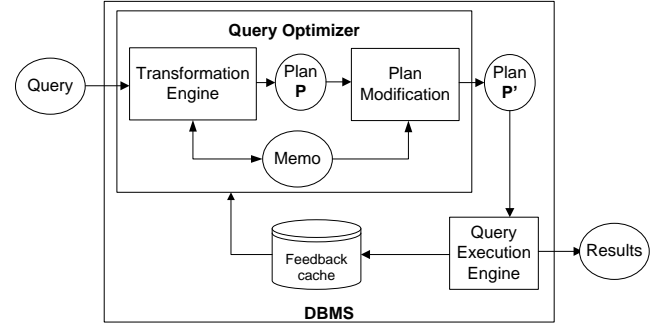 Query Optimizer
Query
Transformation
Engine
Plan
P
Plan
Modification
Plan
P'
Memo
Feedback
cache
Query
Execution
Engine
Results
DBMS